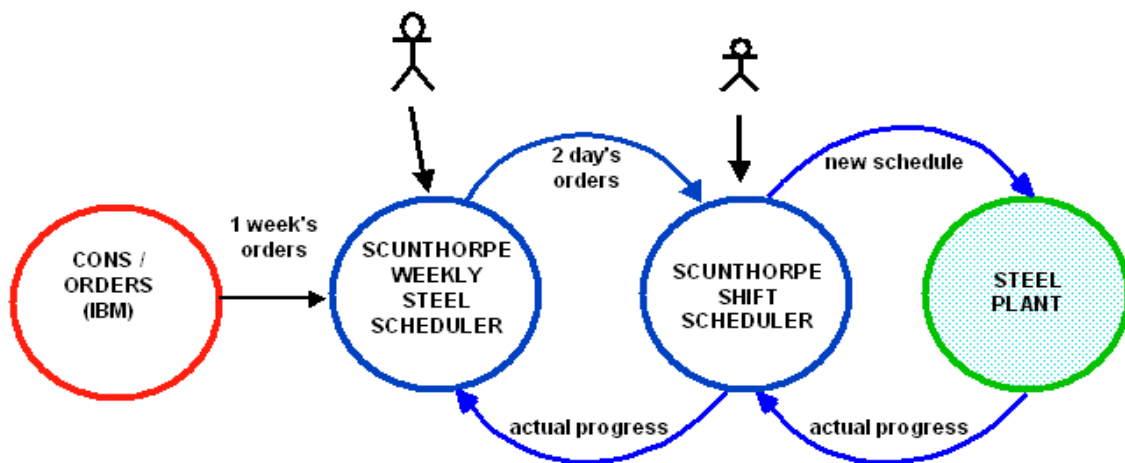 CONS /
ORDERS
(IBM)
1 week's
orders
SCUNTHORPE
WEEKLY
STEEL
SCHEDULER
2 day's
orders
SCUNTHORPE
SHIFT
SCHEDULER
new schedule
STEEL
PLANT
actual progress
actual progress